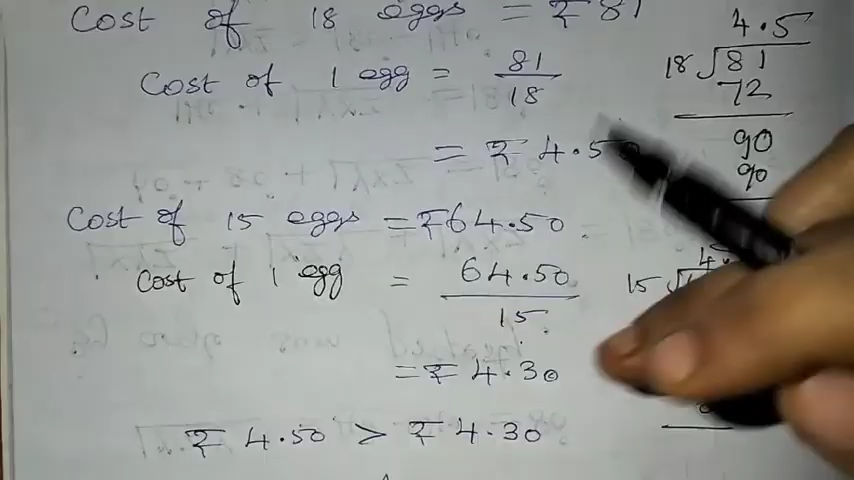 Cost of 18 eggs = ₹81
Cost of 1 egg = 81
18
= ₹ 4.50
4.5
18 √81
72
90
90
Cost of 15 eggs = ₹64.50
Cost of 1 egg = 64.50
15
15
= ₹ 4.30
₹ 4.50 > ₹ 4.30